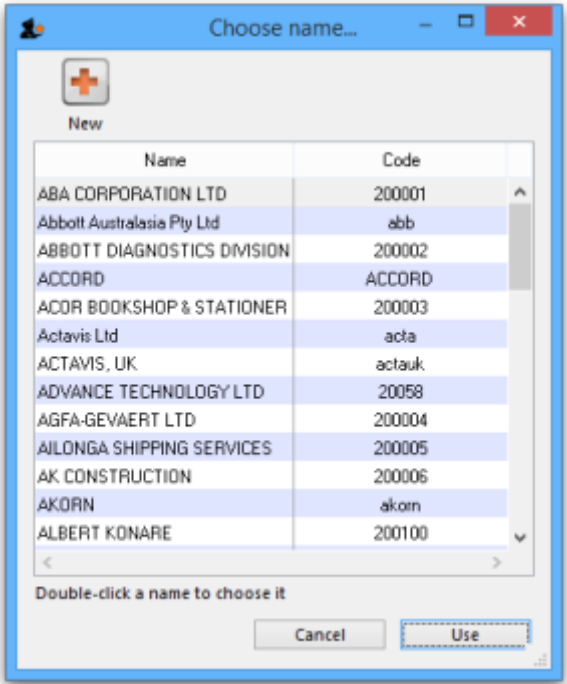 Choose name...
New
Name Code
ABA CORPORATION LTD 200001
Abbott Australasia Pty Ltd abb
ABBOTT DIAGNOSTICS DIVISION 200002
ACCORD ACCORD
ACOR BOOKSHOP & STATIONER 200003
Actavis Ltd acta
ACTAVIS, UK actauk
ADVANCE TECHNOLOGY LTD 20058
AGFA-GEVAERT LTD 200004
AILONGA SHIPPING SERVICES 200005
AK CONSTRUCTION 200006
AKORN akorn
ALBERT KONARE 200100
Double-click a name to choose it
Cancel Use